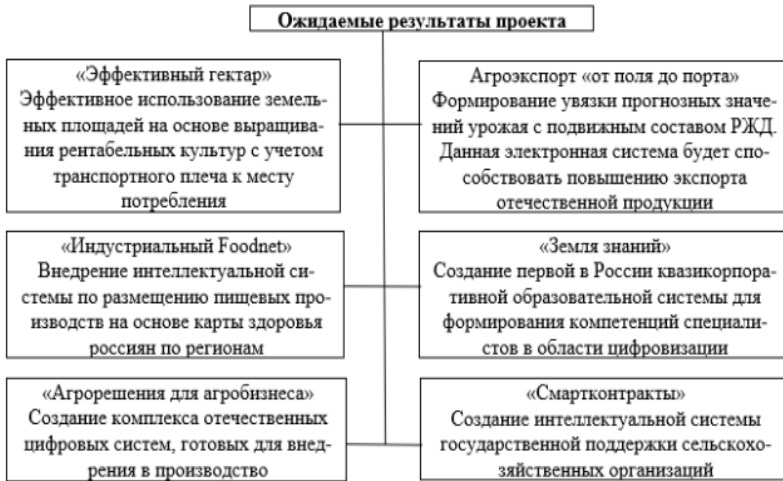 Ожидаемые результаты проекта
«Эффективный гектар»
Эффективное использование земель-
ных площадей на основе выращива-
ния рентабельных культур с учетом
транспортного плеча к месту
потребления
Агроэкспорт «от поля до порта»
Формирование увязки прогнозных значе-
ний урожая с подвижным составом РЖД.
Данная электронная система будет спо-
собствовать повышению экспорта
отечественной продукции
«Индустриальный Foodnet»
Внедрение интеллектуальной си-
стемы по размещению пищевых про-
изводств на основе карты здоровья
россиян по регионам
«Земля знаний»
Создание первой в России квазикорпора-
тивной образовательной системы для
формирования компетенций специали-
стов в области цифровизации
«Агрорешения для агробизнеса»
Создание комплекса отечественных
цифровых систем, готовых для внед-
рения в производство
«Смартконтракты»
Создание интеллектуальной системы
государственной поддержки сельскохо-
зяйственных организаций